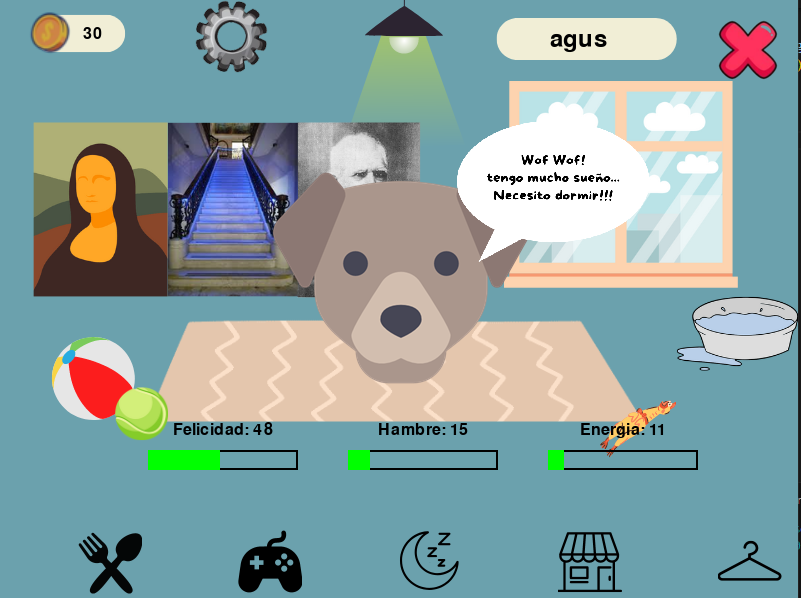 30
agus
Wof Wof!
tengo mucho sueño...
Necesito dormir!!!
Felicidad: 48
Hambre: 15
Energia: 11
z z z